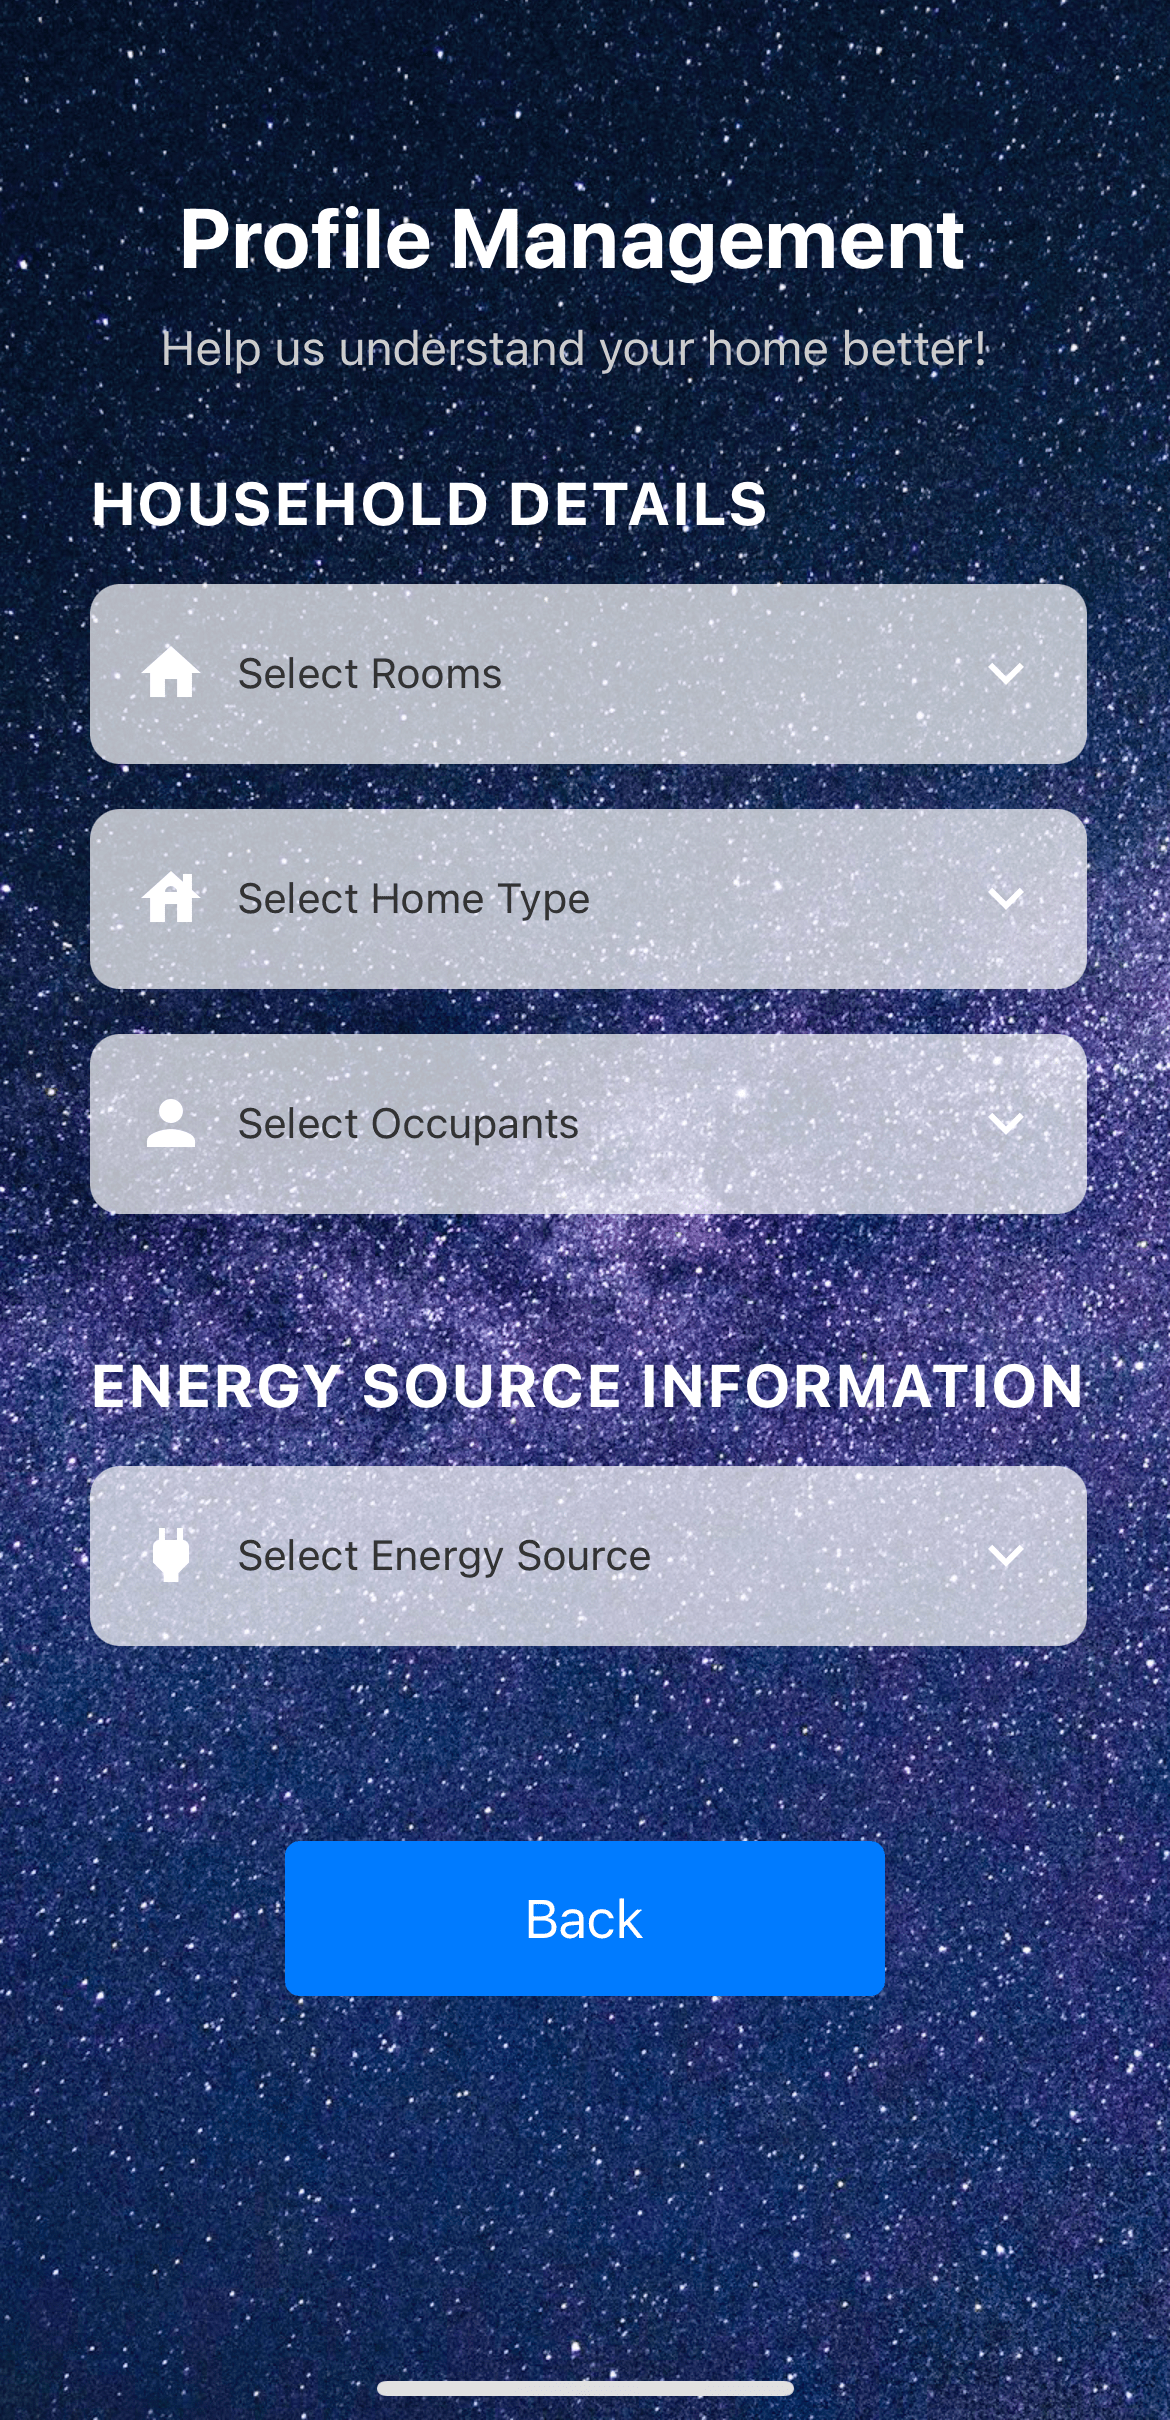 Profile Management
Help us understand your home better!
HOUSEHOLD DETAILS
Select Rooms
Select Home Type
Select Occupants
ENERGY SOURCE INFORMATION
Select Energy Source
Back